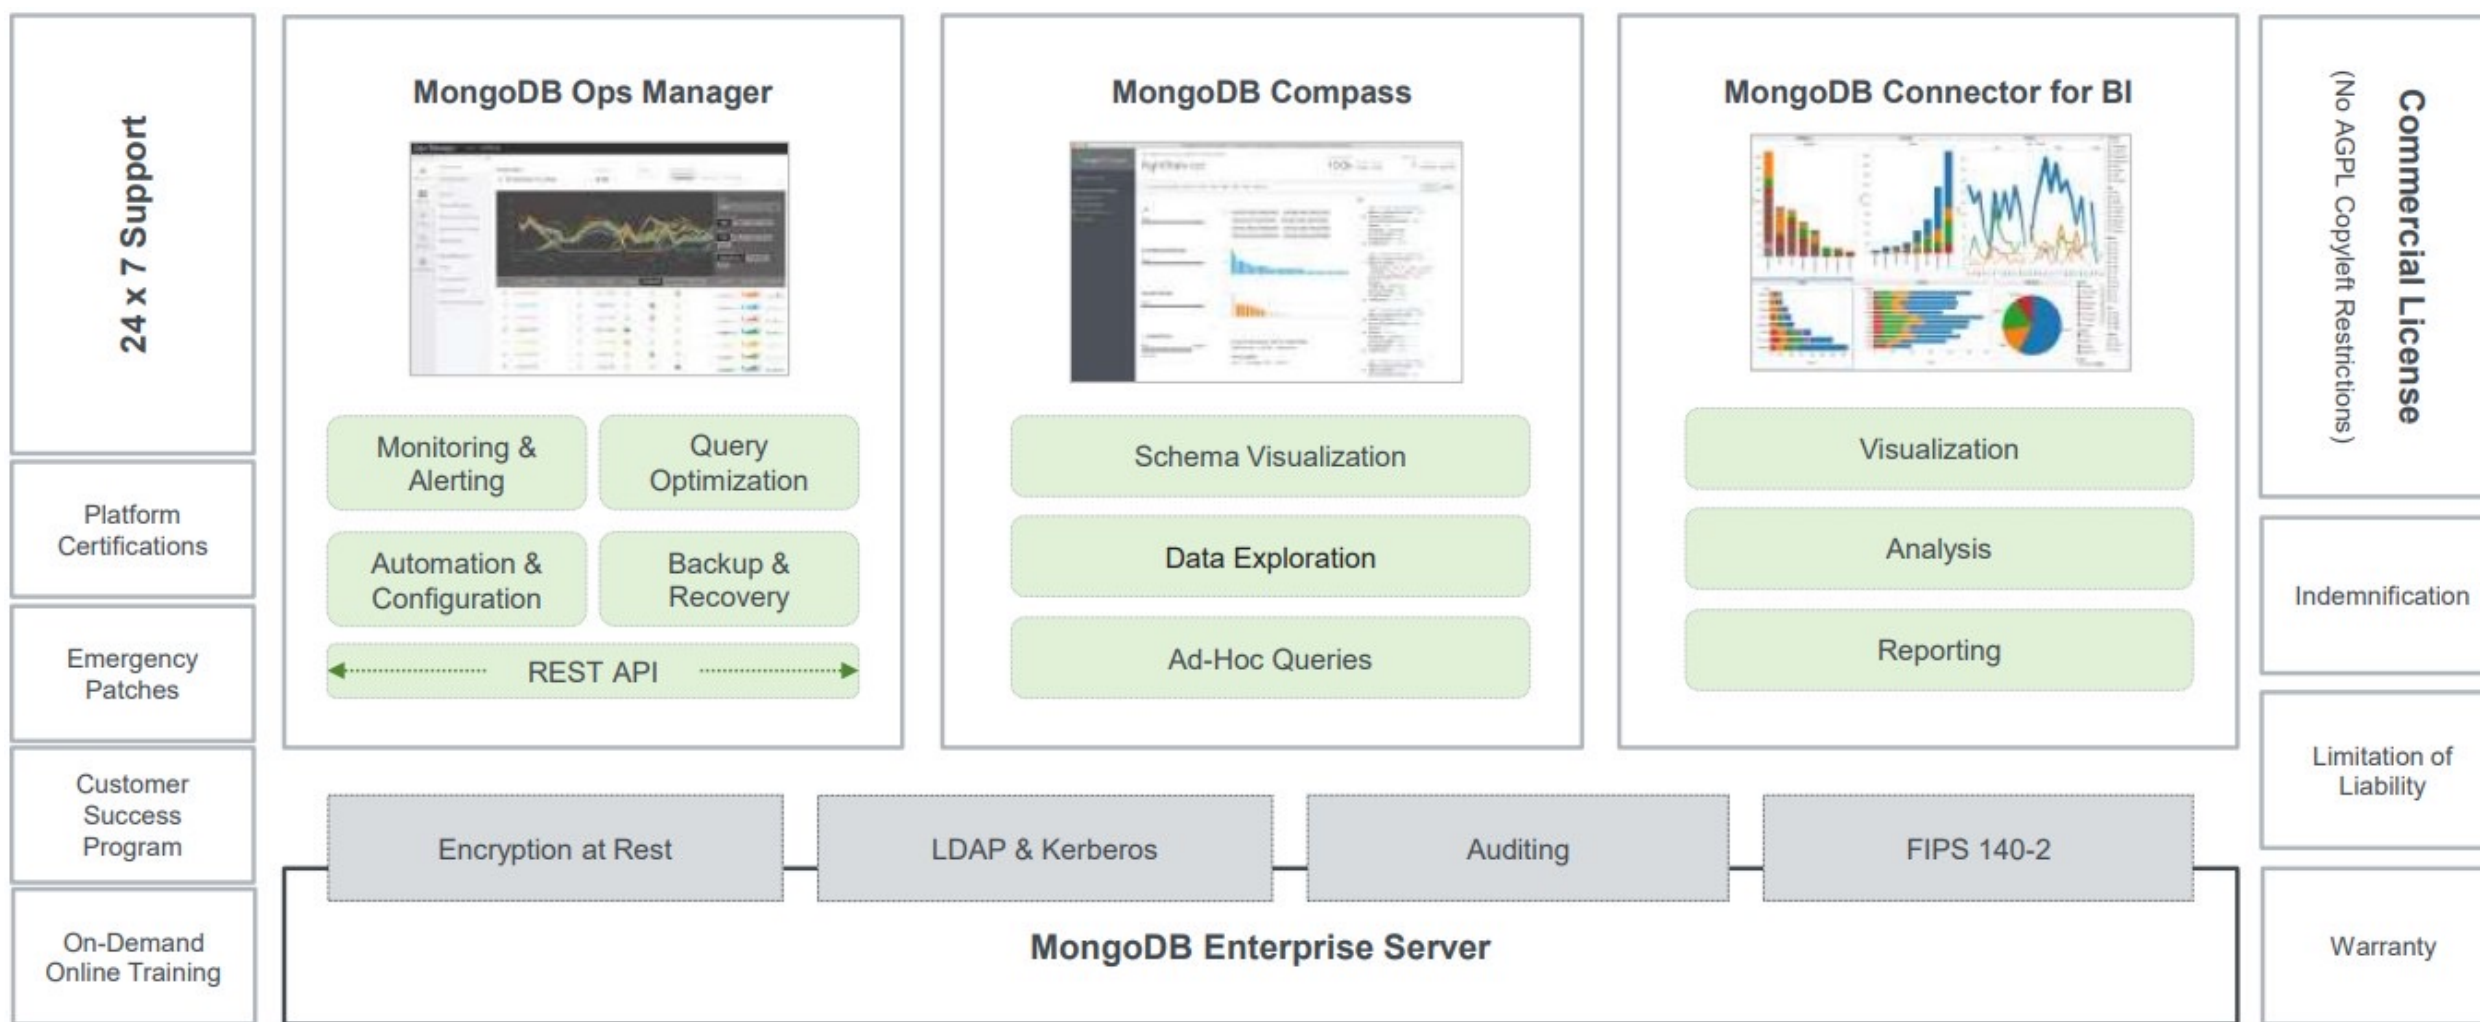 24 x 7 Support
Platform
Certifications
Emergency
Patches
Customer
Success
Program
On-Demand
Online Training
MongoDB Ops Manager
Monitoring &
Alerting
Query
Optimization
Automation &
Configuration
Backup &
Recovery
REST API
MongoDB Compass
Schema Visualization
Data Exploration
Ad-Hoc Queries
MongoDB Connector for BI
Visualization
Analysis
Reporting
Encryption at Rest
LDAP & Kerberos
Auditing
FIPS 140-2
MongoDB Enterprise Server
Commercial License
(No AGPL Copyleft Restrictions)
Indemnification
Limitation of
Liability
Warranty